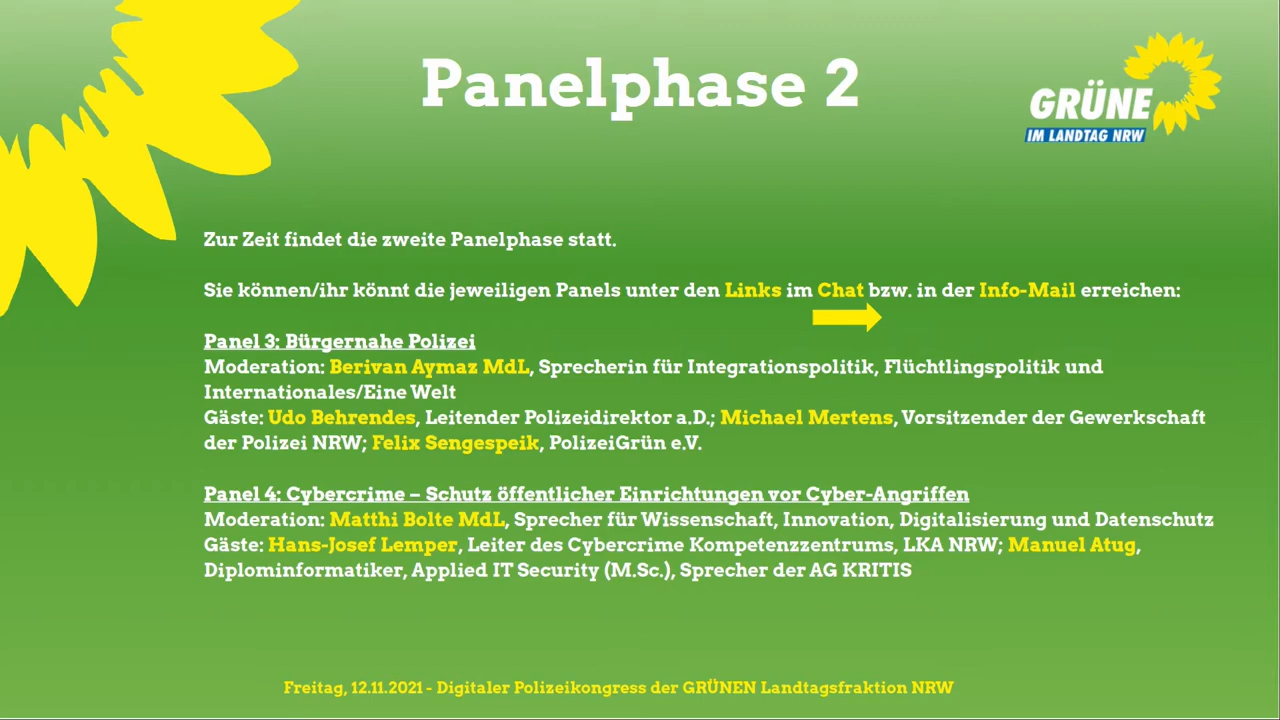 Panelphase 2
GRÜNE
IM LANDTAG NRW
Zur Zeit findet die zweite Panelphase statt.
Sie können/ihr könnt die jeweiligen Panels unter den Links im Chat bzw. in der Info-Mail erreichen:
Panel 3: Bürgernahe Polizei
Moderation: Berivan Aymaz MdL, Sprecherin für Integrationspolitik, Flüchtlingspolitik und
Internationales/Eine Welt
Gäste: Udo Behrendes, Leitender Polizeidirektor a.D.; Michael Mertens, Vorsitzender der Gewerkschaft
der Polizei NRW; Felix Sengespeik, PolizeiGrün e.V.
Panel 4: Cybercrime – Schutz öffentlicher Einrichtungen vor Cyber-Angriffen
Moderation: Matthi Bolte MdL, Sprecher für Wissenschaft, Innovation, Digitalisierung und Datenschutz
Gäste: Hans-Josef Lemper, Leiter des Cybercrime Kompetenzzentrums, LKA NRW; Manuel Atug,
Diplominformatiker, Applied IT Security (M.Sc.), Sprecher der AG KRITIS
Freitag, 12.11.2021 - Digitaler Polizeikongress der GRÜNEN Landtagsfraktion NRW